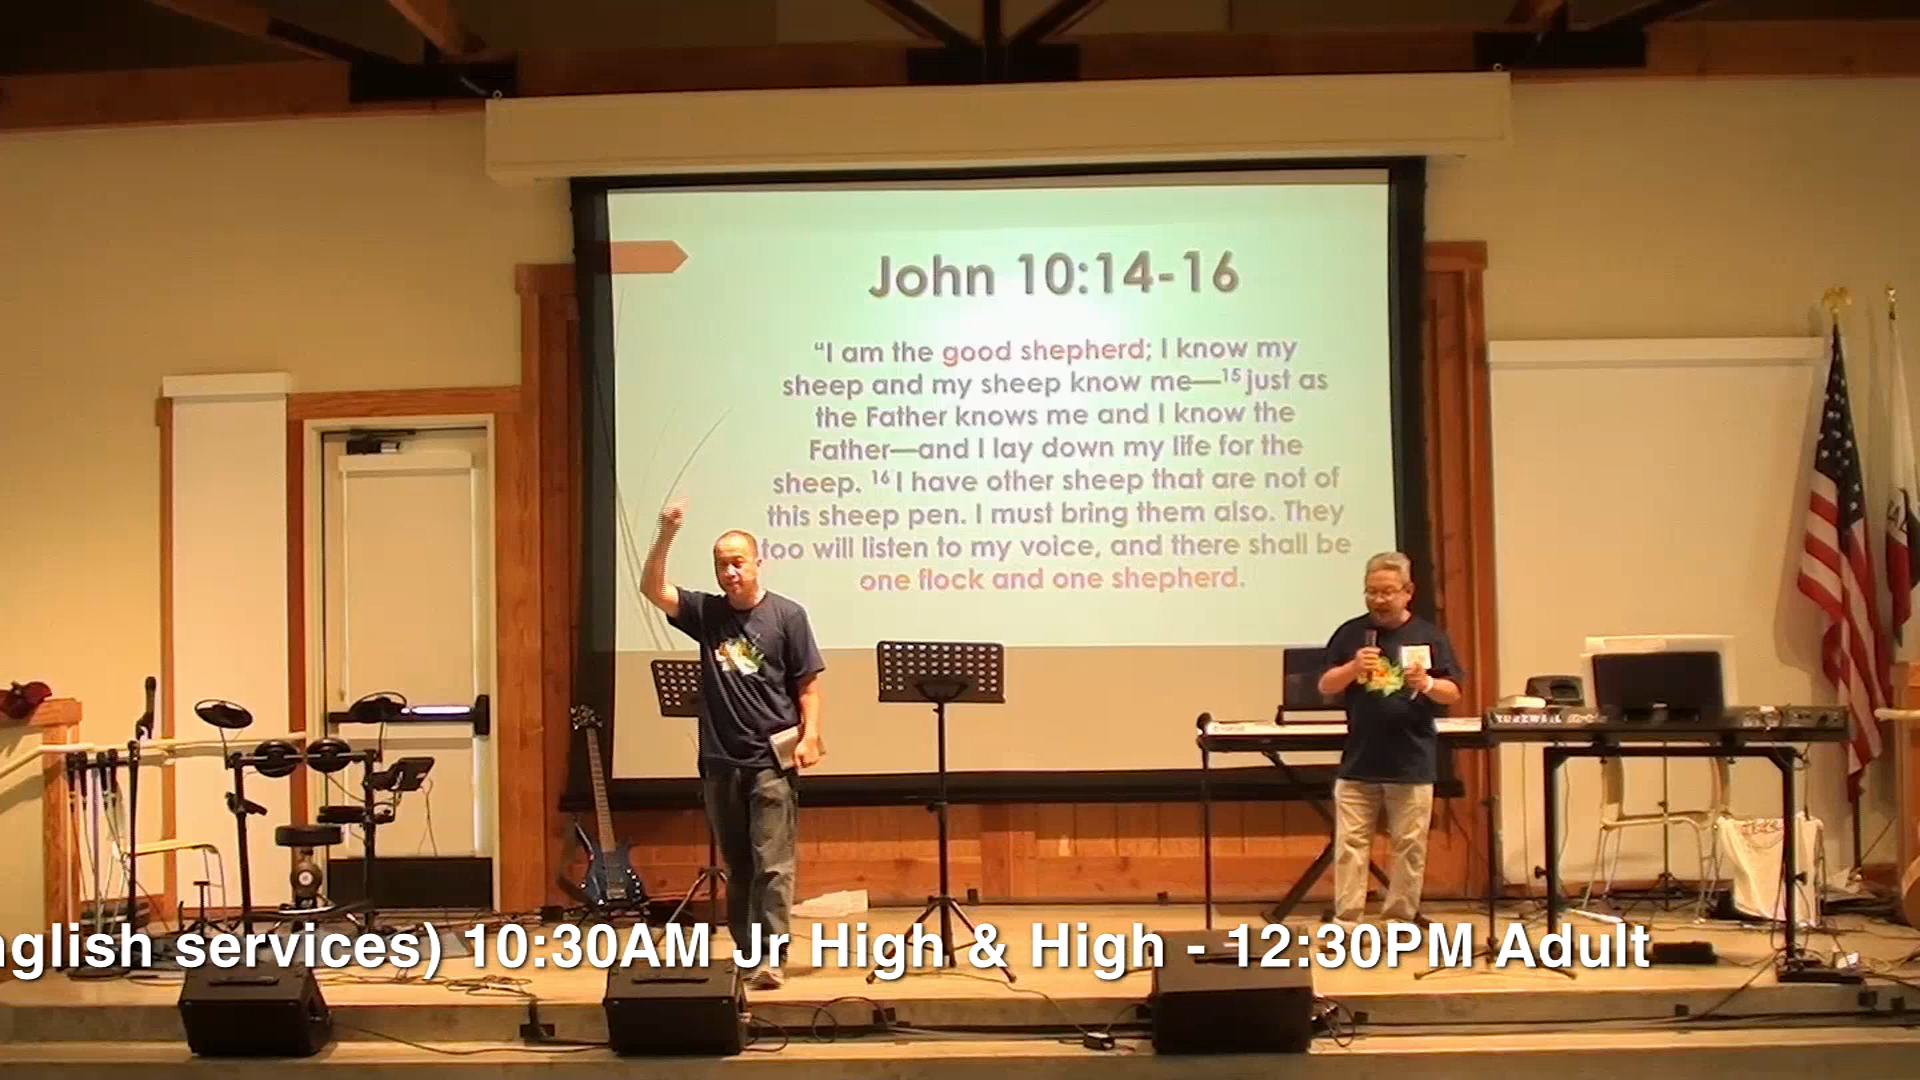 John 10:14-16
“I am the good shepherd; I know my
sheep and my sheep know me—15 just as
the Father knows me and I know the
Father—and I lay down my life for the
sheep. 16 I have other sheep that are not of
this sheep pen. I must bring them also. They
too will listen to my voice, and there shall be
one flock and one shepherd.
KURZWEIL
nglish services) 10:30AM Jr High & High - 12:30PM Adult